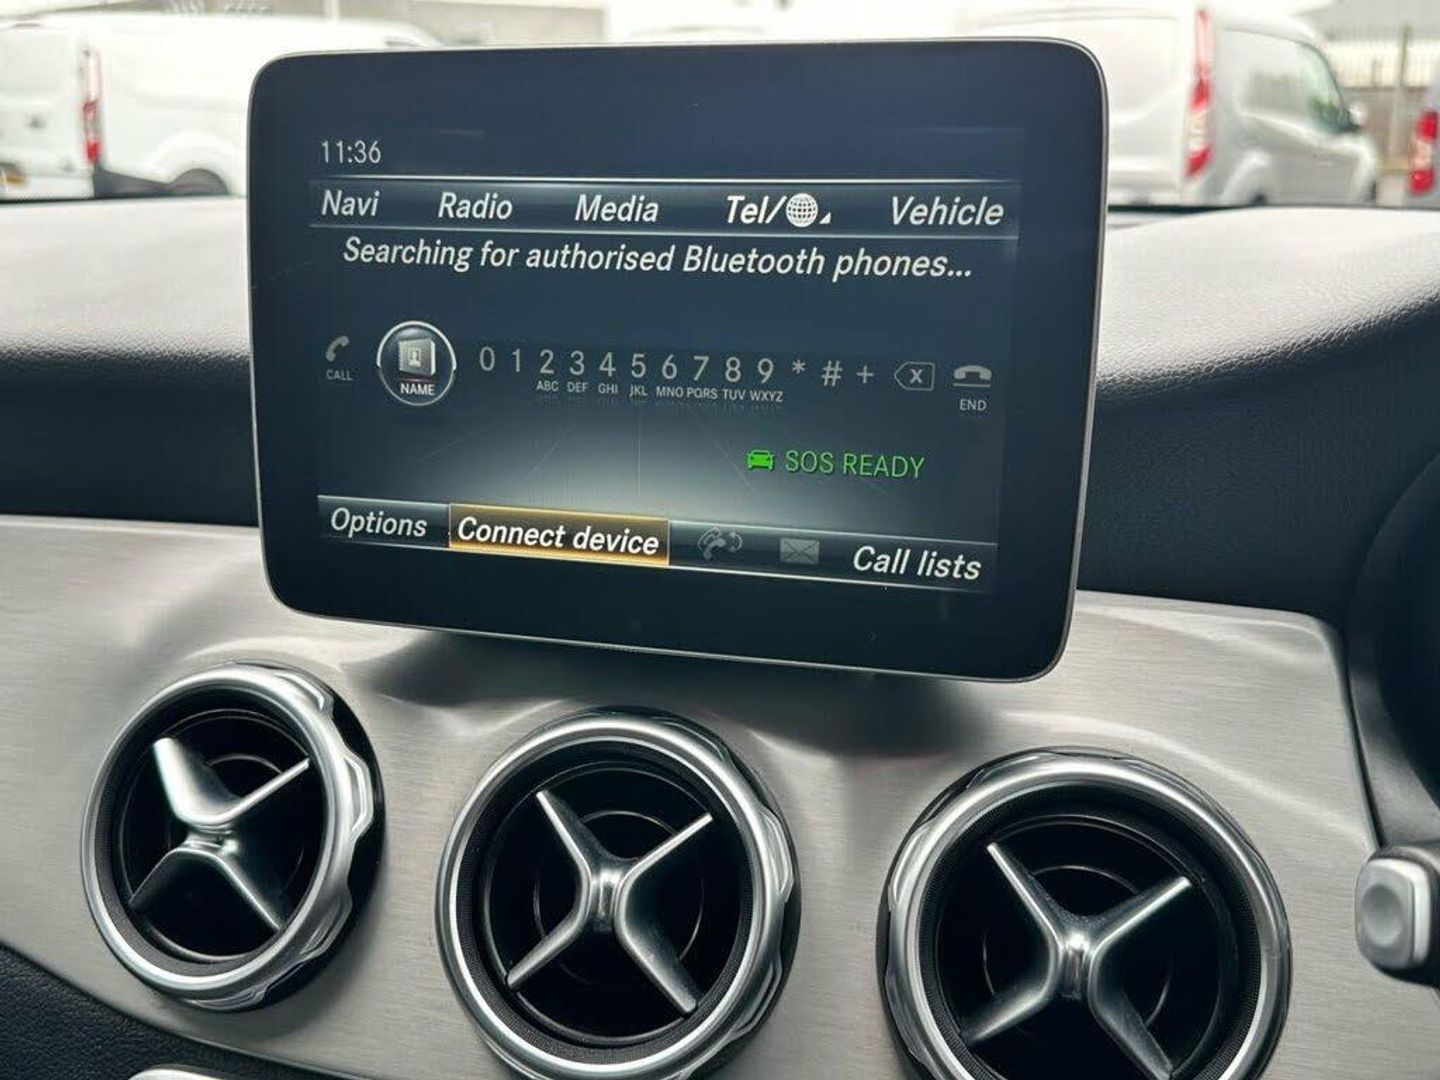 11:36
Navi Radio Media Tel/ Vehicle
Searching for authorised Bluetooth phones...
CALL
NAME
0 1 2 3 4 5 6 7 8 9 * # +
ABC DEF GHI JKL MNO PQRS TUV WXYZ
X
END
SOS READY
Options Connect device Call lists